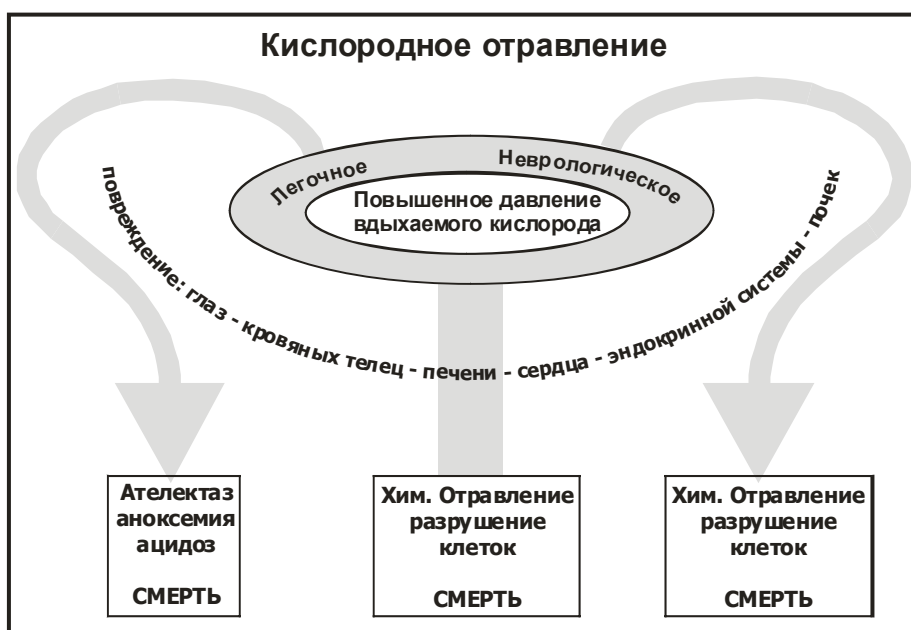 Кислородное отравление
Легочное
Неврологическое
Повышенное давление
вдыхаемого кислорода
повреждение: глаз - кровяных телец - печени - сердца - эндокринной системы - почек
Ателектаз
аноксемия
ацидоз
СМЕРТЬ
Хим. Отравление
разрушение
клеток
СМЕРТЬ
Хим. Отравление
разрушение
клеток
СМЕРТЬ